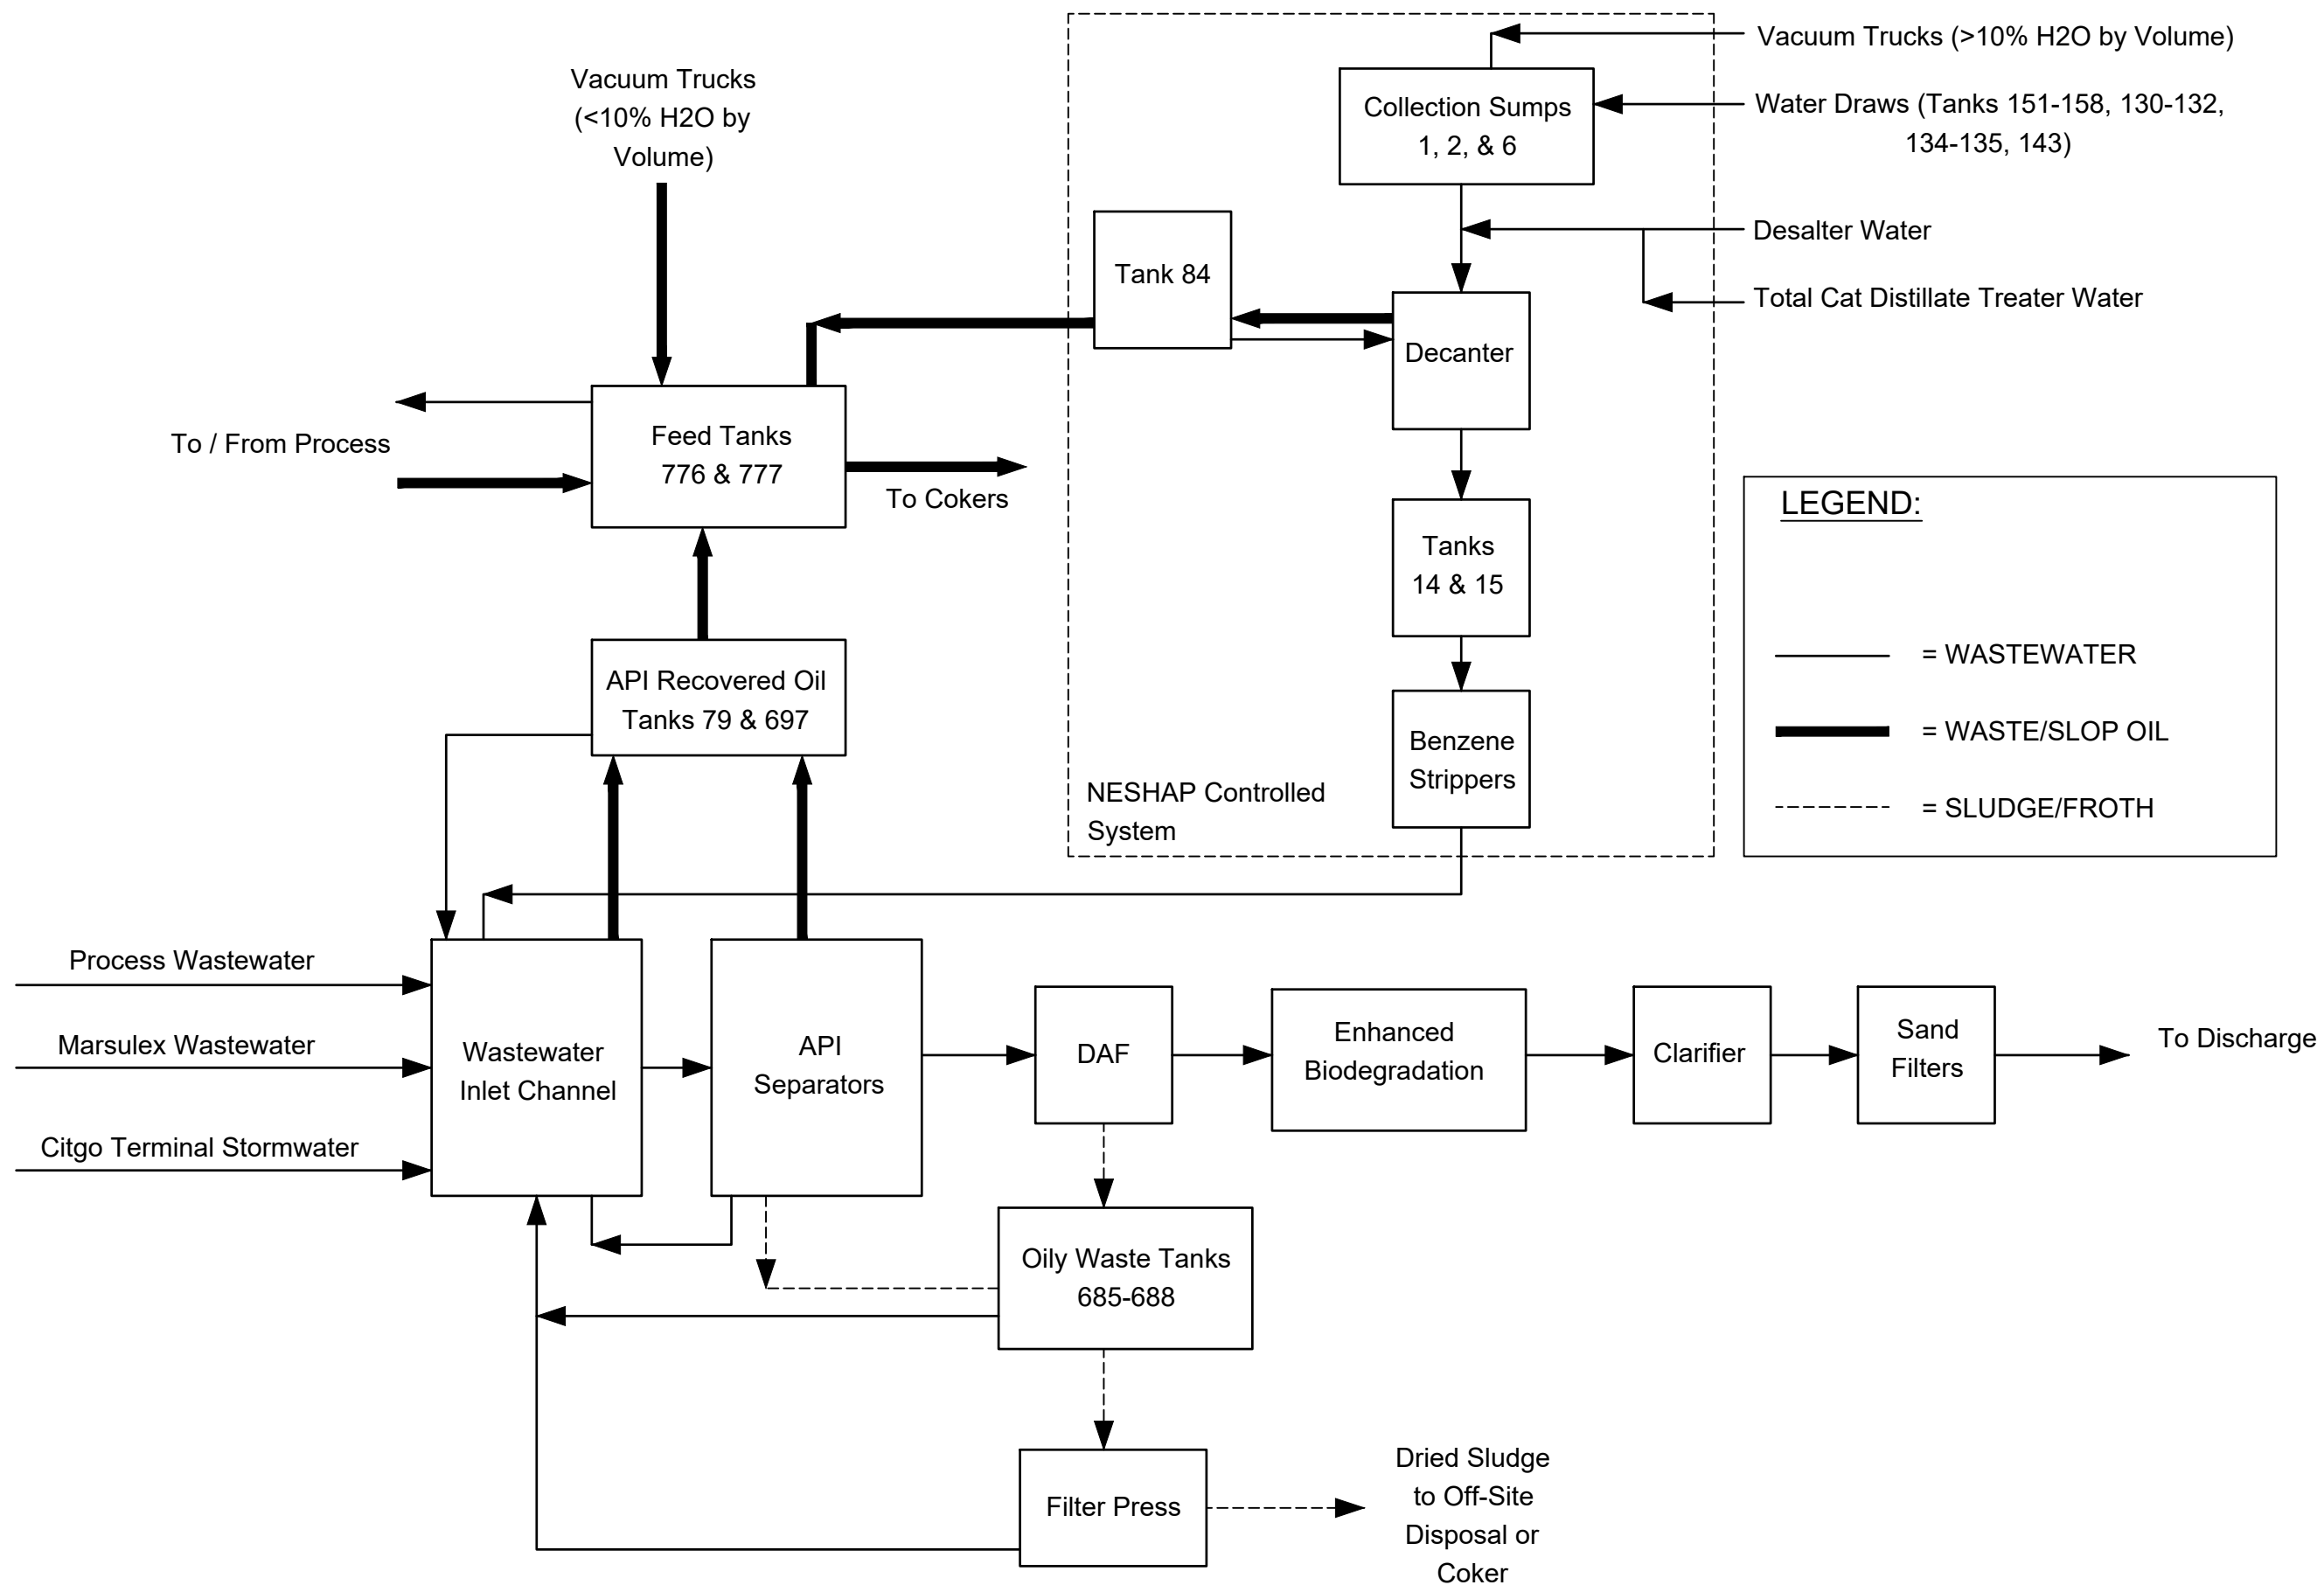 Vacuum Trucks (>10% H2O by Volume)
Vacuum Trucks
(<10% H2O by
Volume)
Collection Sumps
1, 2, & 6
Water Draws (Tanks 151-158, 130-132,
134-135, 143)
Desalter Water
Tank 84
Total Cat Distillate Treater Water
Decanter
To / From Process
Feed Tanks
776 & 777
To Cokers
LEGEND:
Tanks
14 & 15
= WASTEWATER
= WASTE/SLOP OIL
= SLUDGE/FROTH
API Recovered Oil
Tanks 79 & 697
Benzene
Strippers
NESHAP Controlled
System
Process Wastewater
Marsulex Wastewater
Citgo Terminal Stormwater
Wastewater
Inlet Channel
API
Separators
DAF
Enhanced
Biodegradation
Clarifier
Sand
Filters
To Discharge
Oily Waste Tanks
685-688
Filter Press
Dried Sludge
to Off-Site
Disposal or
Coker